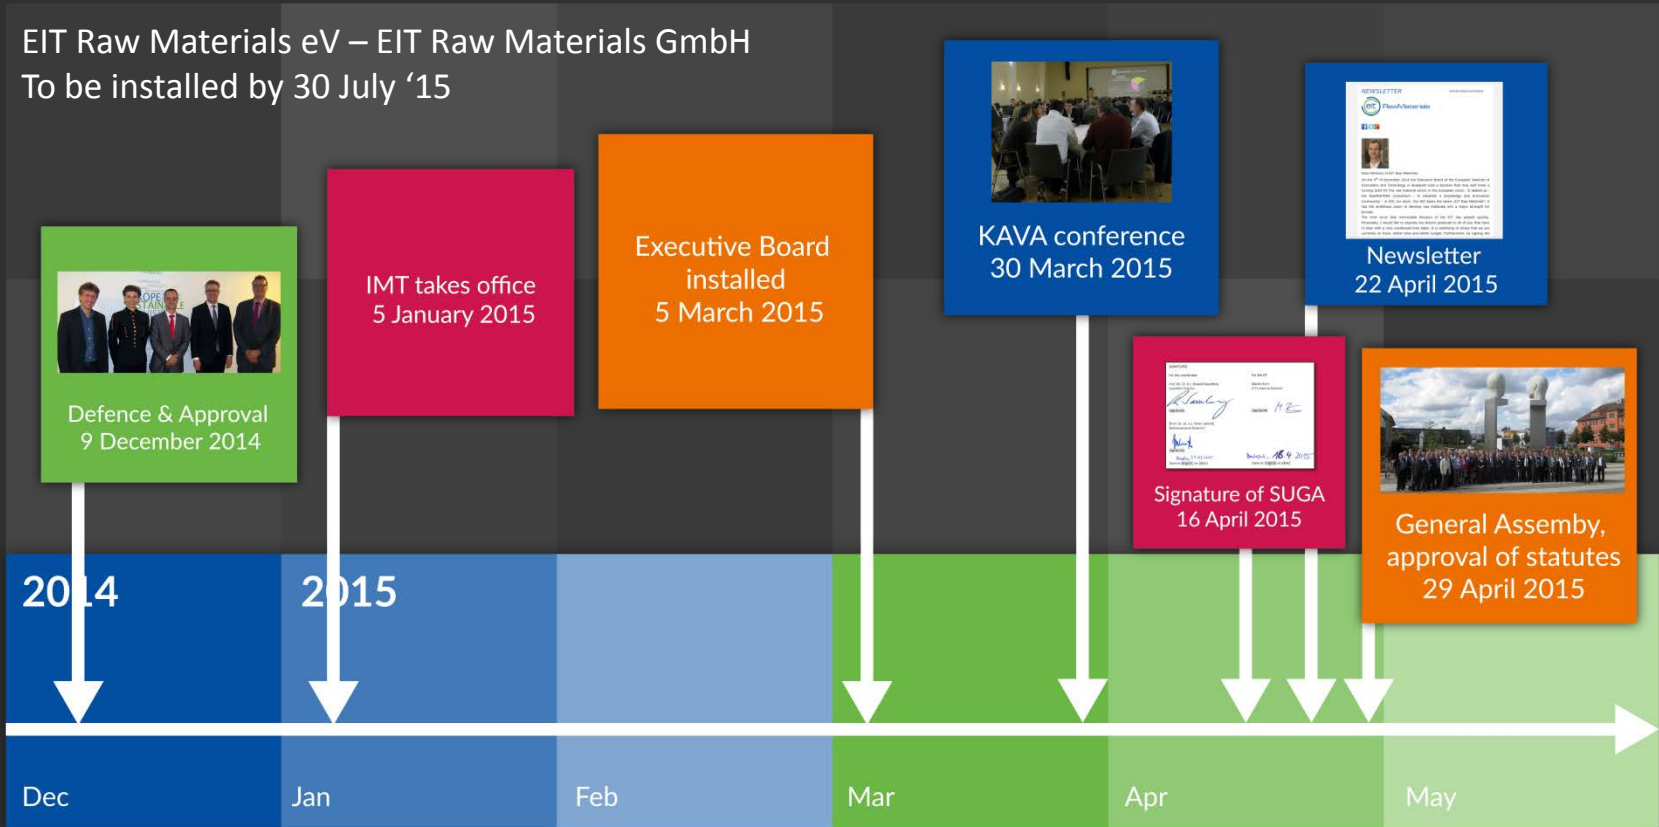 EIT Raw Materials eV – EIT Raw Materials GmbH
To be installed by 30 July ‘15
Defence & Approval
9 December 2014
IMT takes office
5 January 2015
Executive Board
installed
5 March 2015
KAVA conference
30 March 2015
NEWSLETTER
eit RawMaterials
Newsletter
22 April 2015
Signature of SUGA
16 April 2015
General Assemby,
approval of statutes
29 April 2015
2014
2015
Dec
Jan
Feb
Mar
Apr
May